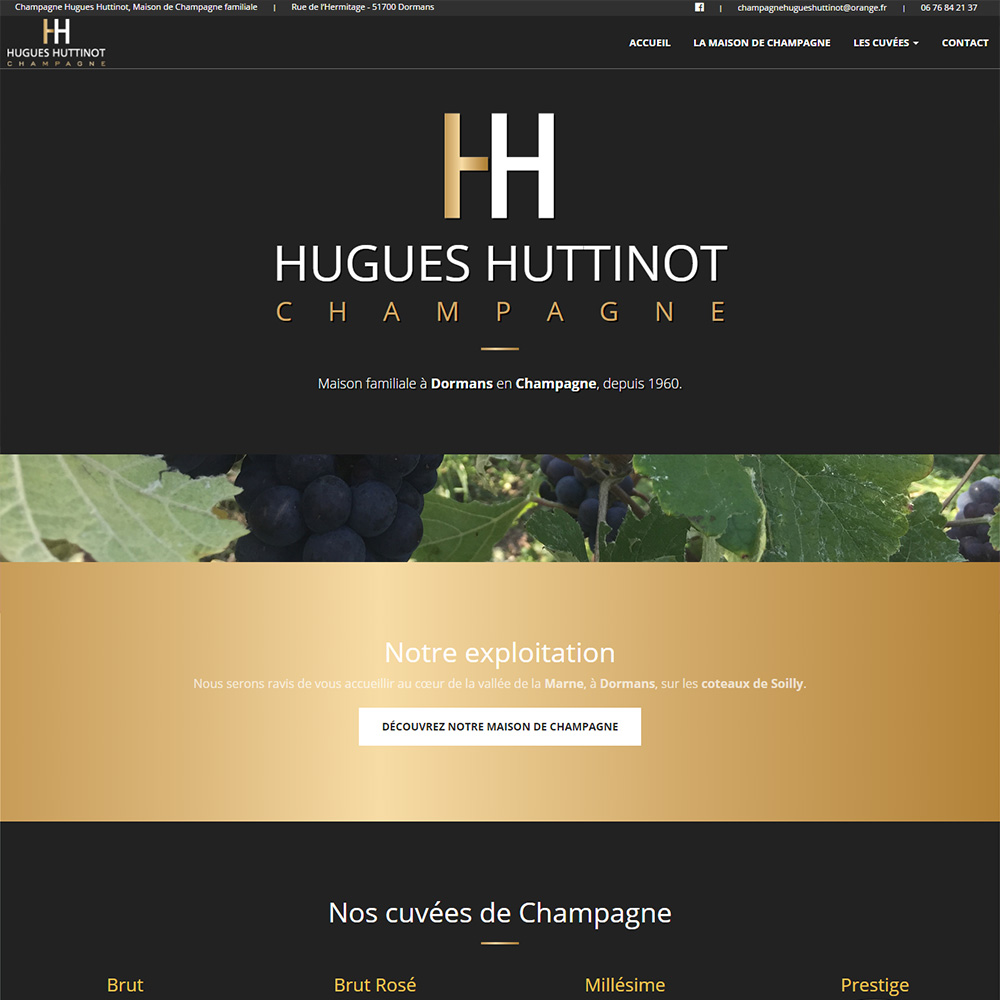 Champagne Hugues Huttinot, Maison de Champagne familiale | Rue de l'Hermitage - 51700 Dormans | champagnehugueshuttinot@orange.fr | 06 76 84 21 37
HH
HUGUES HUTTINOT
CHAMPAGNE
ACCUEIL LA MAISON DE CHAMPAGNE LES CUVÉES CONTACT
HH
HUGUES HUTTINOT
CHAMPAGNE
Maison familiale à Dormans en Champagne, depuis 1960.
Notre exploitation
Nous serons ravis de vous accueillir au cœur de la vallée de la Marne, à Dormans, sur les coteaux de Soilly.
DÉCOUVREZ NOTRE MAISON DE CHAMPAGNE
Nos cuvées de Champagne
Brut Brut Rosé Millésime Prestige